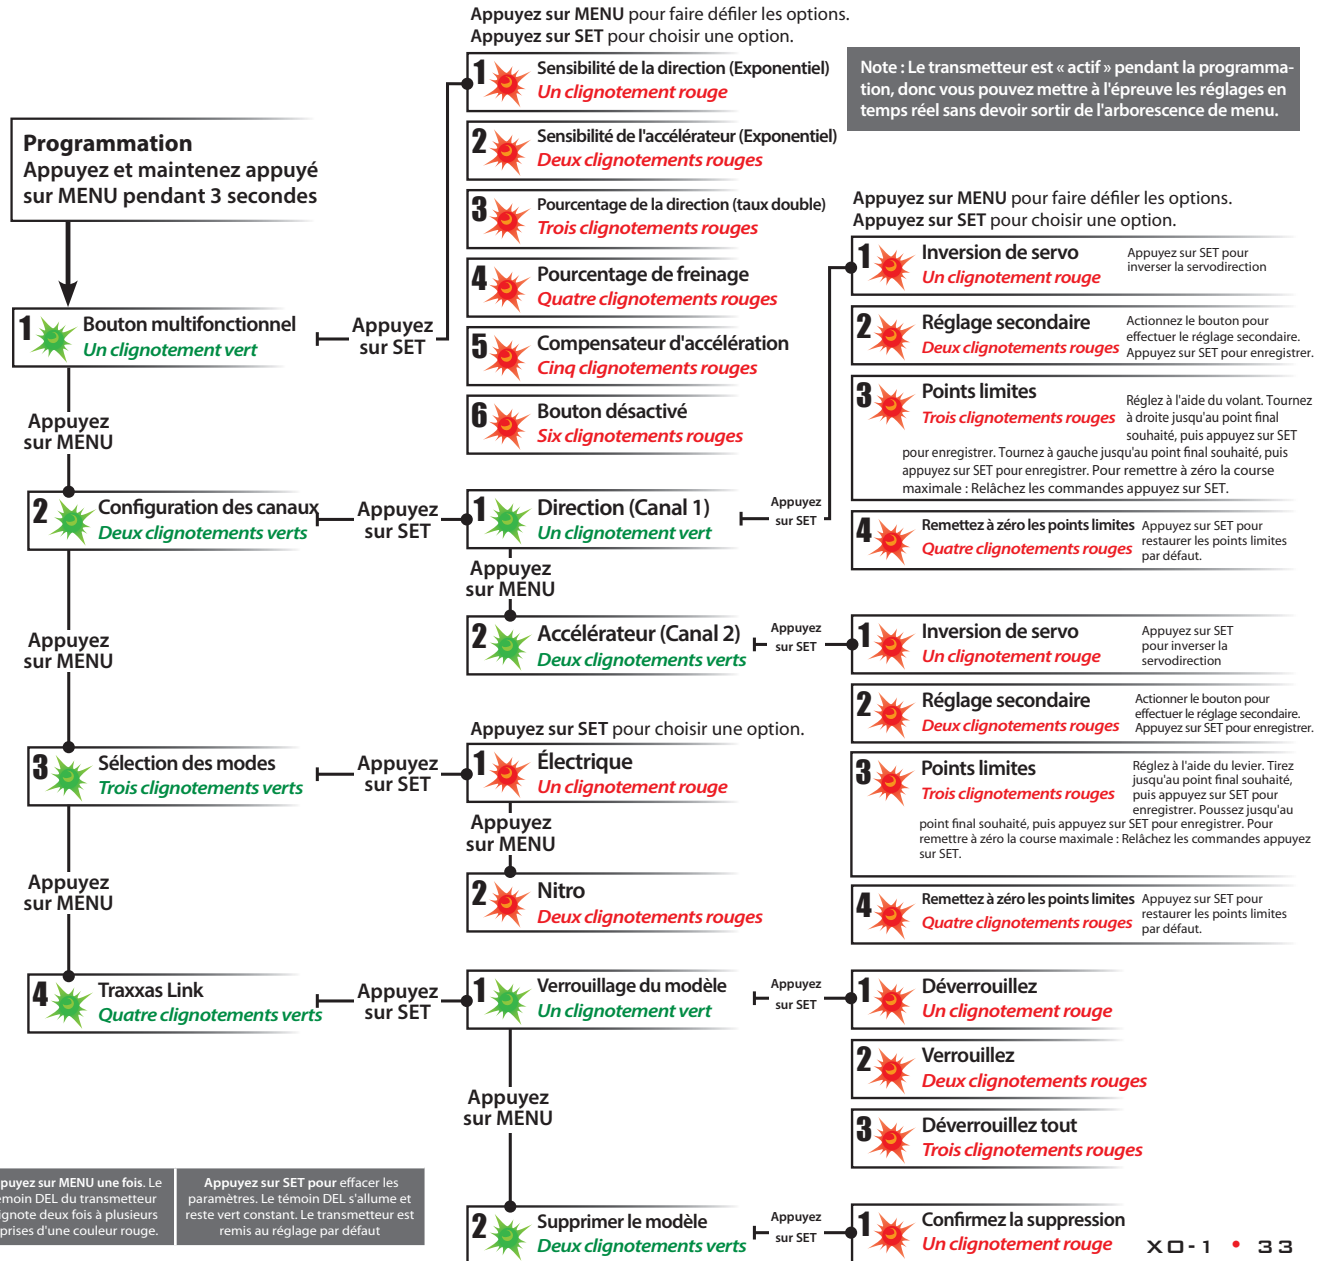 Appuyez sur MENU pour faire défiler les options.
Appuyez sur SET pour choisir une option.
Note : Le transmetteur est « actif » pendant la programma-
tion, donc vous pouvez mettre à l'épreuve les réglages en
temps réel sans devoir sortir de l'arborescence de menu.
Programmation
Appuyez et maintenez appuyé
sur MENU pendant 3 secondes
1 Bouton multifonctionnel
Un clignotement vert
Appuyez
sur SET
1 Sensibilité de la direction (Exponentiel)
Un clignotement rouge
2 Sensibilité de l'accélérateur (Exponentiel)
Deux clignotements rouges
3 Pourcentage de la direction (taux double)
Trois clignotements rouges
4 Pourcentage de freinage
Quatre clignotements rouges
5 Compensateur d'accélération
Cinq clignotements rouges
6 Bouton désactivé
Six clignotements rouges
Appuyez
sur MENU
2 Configuration des canaux
Deux clignotements verts
Appuyez
sur SET
1 Direction (Canal 1)
Un clignotement vert
Appuyez
sur SET
Appuyez sur MENU pour faire défiler les options.
Appuyez sur SET pour choisir une option.
1 Inversion de servo
Un clignotement rouge
Appuyez sur SET pour
inverser la servodirection
2 Réglage secondaire
Deux clignotements rouges
Actionnez le bouton pour
effectuer le réglage secondaire.
Appuyez sur SET pour enregistrer.
3 Points limites
Trois clignotements rouges
Réglez à l'aide du volant. Tournez
à droite jusqu'au point final
souhaité, puis appuyez sur SET
pour enregistrer. Tournez à gauche jusqu'au point final souhaité, puis
appuyez sur SET pour enregistrer. Pour remettre à zéro la course
maximale : Relâchez les commandes appuyez sur SET.
4 Remettez à zéro les points limites
Quatre clignotements rouges
Appuyez sur SET pour
restaurer les points limites
par défaut.
Appuyez
sur MENU
2 Accélérateur (Canal 2)
Deux clignotements verts
Appuyez
sur SET
1 Inversion de servo
Un clignotement rouge
Appuyez sur SET
pour inverser la
servodirection
2 Réglage secondaire
Deux clignotements rouges
Actionner le bouton pour
effectuer le réglage secondaire.
Appuyez sur SET pour enregistrer.
3 Points limites
Trois clignotements rouges
Réglez à l'aide du levier. Tirez
jusqu'au point final souhaité,
puis appuyez sur SET pour
enregistrer. Poussez jusqu'au
point final souhaité, puis appuyez sur SET pour enregistrer. Pour
remettre à zéro la course maximale : Relâchez les commandes appuyez
sur SET.
4 Remettez à zéro les points limites
Quatre clignotements rouges
Appuyez sur SET pour
restaurer les points limites
par défaut.
Appuyez
sur MENU
3 Sélection des modes
Trois clignotements verts
Appuyez
sur SET
Appuyez sur SET pour choisir une option.
1 Électrique
Un clignotement rouge
Appuyez
sur MENU
2 Nitro
Deux clignotements rouges
Appuyez
sur MENU
4 Traxxas Link
Quatre clignotements verts
Appuyez
sur SET
1 Verrouillage du modèle
Un clignotement vert
Appuyez
sur SET
1 Déverrouillez
Un clignotement rouge
2 Verrouillez
Deux clignotements rouges
3 Déverrouillez tout
Trois clignotements rouges
Appuyez
sur MENU
2 Supprimer le modèle
Deux clignotements verts
Appuyez
sur SET
1 Confirmez la suppression
Un clignotement rouge
puyez sur MENU une fois. Le
émoin DEL du transmetteur
ignote deux fois à plusieurs
prises d'une couleur rouge.
Appuyez sur SET pour effacer les
paramètres. Le témoin DEL s'allume et
reste vert constant. Le transmetteur est
remis au réglage par défaut
XO-1 • 33